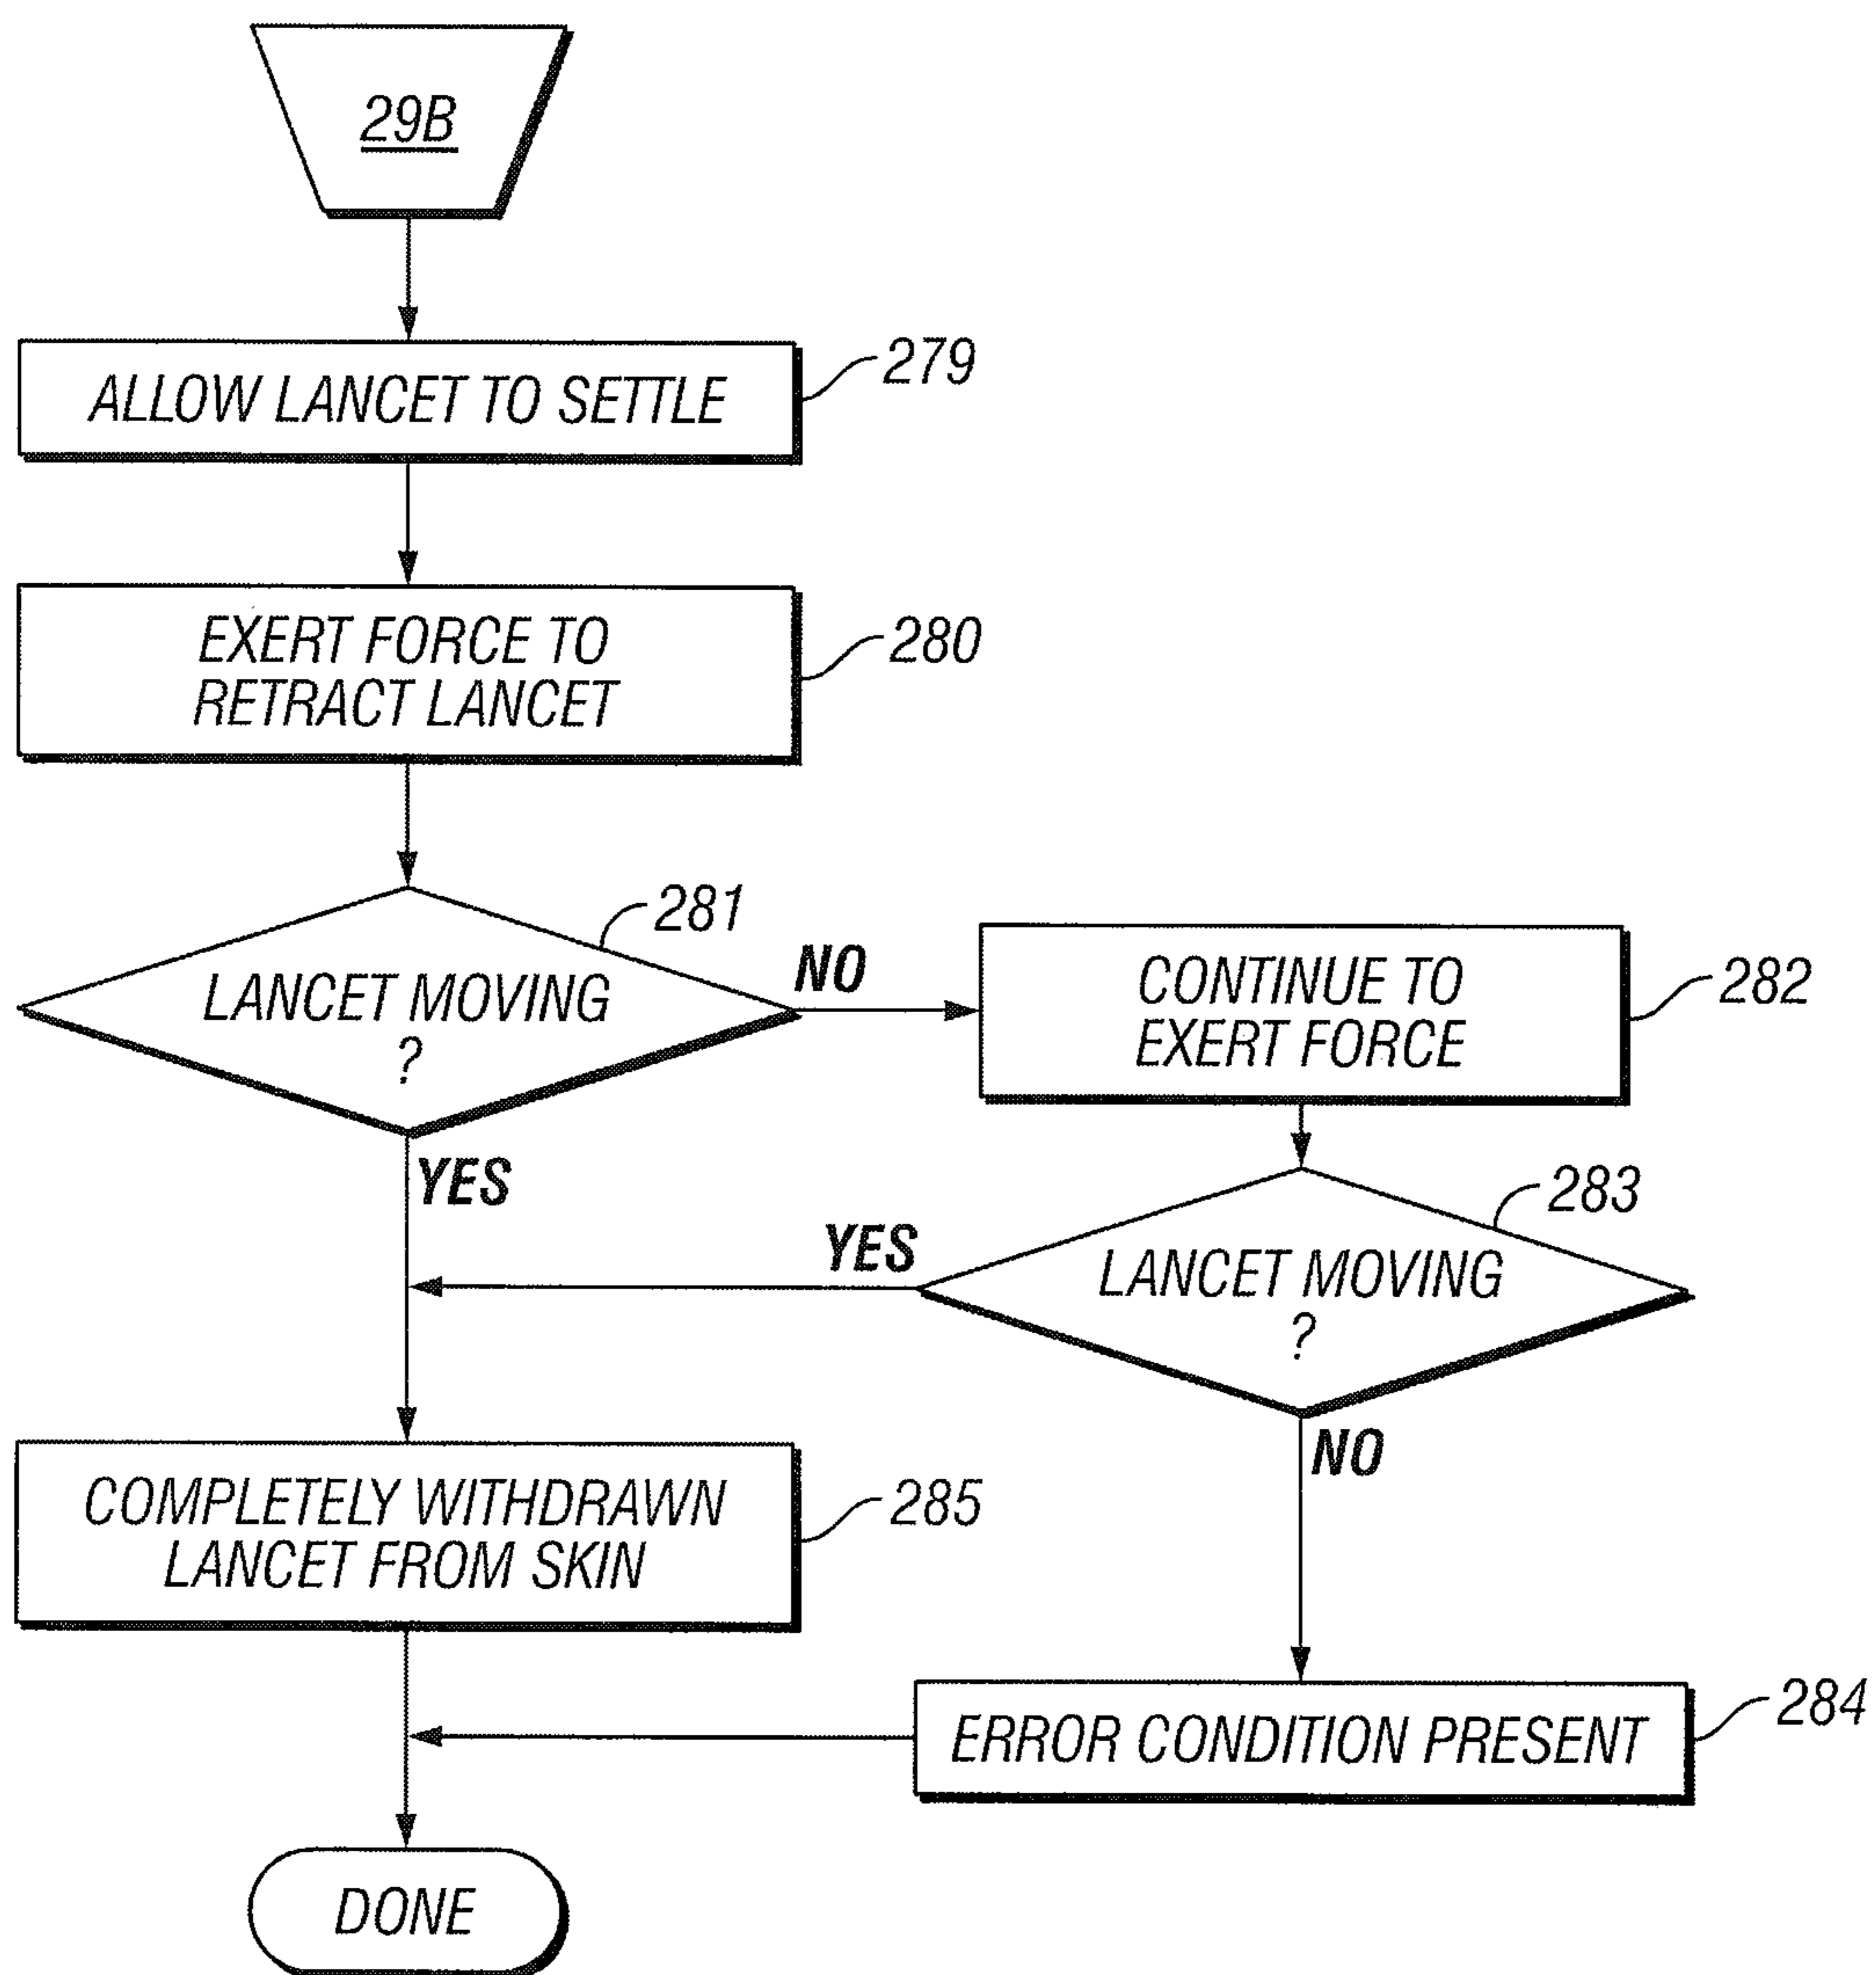 29B
ALLOW LANCET TO SETTLE
279
EXERT FORCE TO
RETRACT LANCET
280
LANCET MOVING
?
281
NO
YES
CONTINUE TO
EXERT FORCE
282
LANCET MOVING
?
283
YES
NO
COMPLETELY WITHDRAWN
LANCET FROM SKIN
285
ERROR CONDITION PRESENT
284
DONE